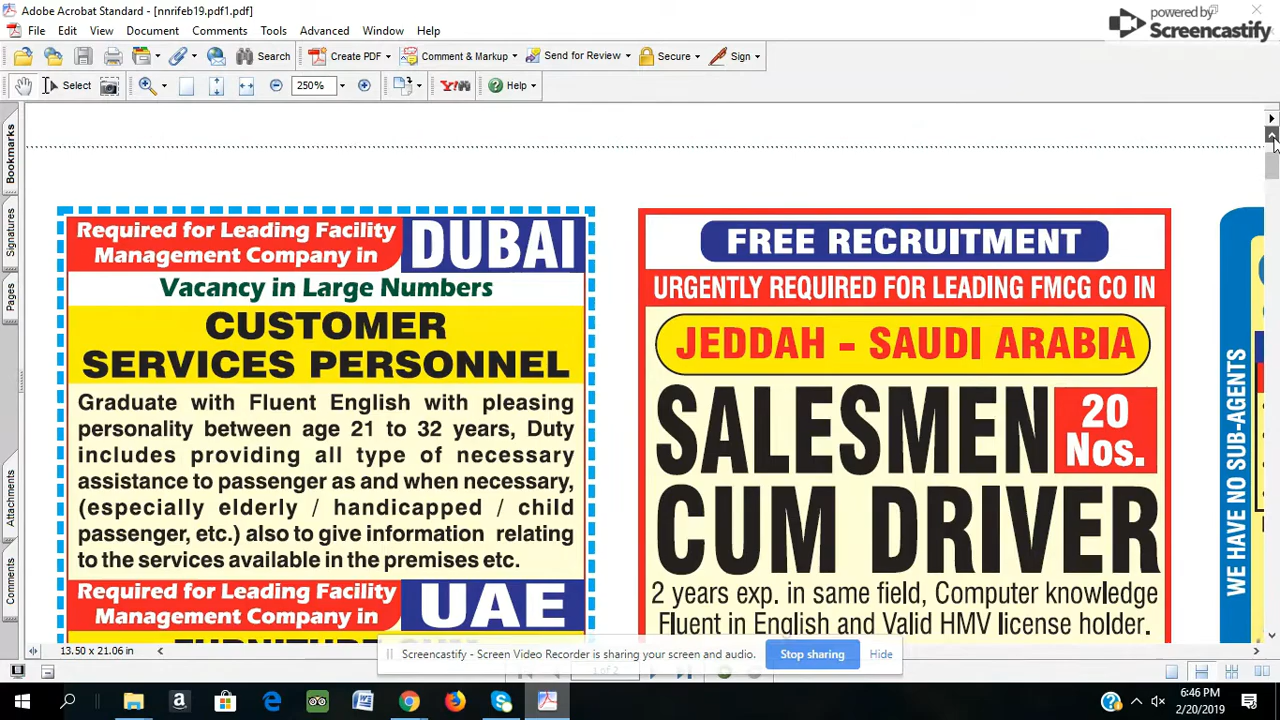 Adobe Acrobat Standard - [nnrifeb19.pdf1.pdf]
powered by
Screencastify
File Edit View Document Comments Tools Advanced Window Help
Search Create PDF Comment & Markup Send for Review Secure Sign
Select 250% Y! Help
Bookmarks
Signatures
Pages
Attachments
Comments
Required for Leading Facility
Management Company in
DUBAI
Vacancy in Large Numbers
CUSTOMER
SERVICES PERSONNEL
Graduate with Fluent English with pleasing
personality between age 21 to 32 years, Duty
includes providing all type of necessary
assistance to passenger as and when necessary,
(especially elderly / handicapped / child
passenger, etc.) also to give information relating
to the services available in the premises etc.
Required for Leading Facility
Management Company in
UAE
FREE RECRUITMENT
URGENTLY REQUIRED FOR LEADING FMCG CO IN
JEDDAH - SAUDI ARABIA
SALESMEN
20
Nos.
CUM DRIVER
2 years exp. in same field, Computer knowledge
Fluent in English and Valid HMV license holder.
WE HAVE NO SUB-AGENTS
13.50 x 21.06 in
Screencastify - Screen Video Recorder is sharing your screen and audio.
Stop sharing
Hide
1 of 2
6:46 PM
2/20/2019